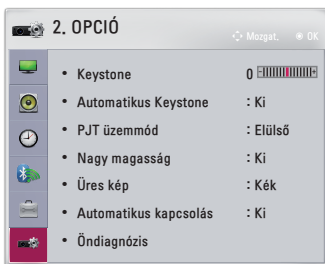 2. OPCIÓ
Mozgat. OK
• Keystone 0
• Automatikus Keystone : Ki
• PJT üzemmód : Elülső
• Nagy magasság : Ki
• Üres kép : Kék
• Automatikus kapcsolás : Ki
• Öndiagnózis